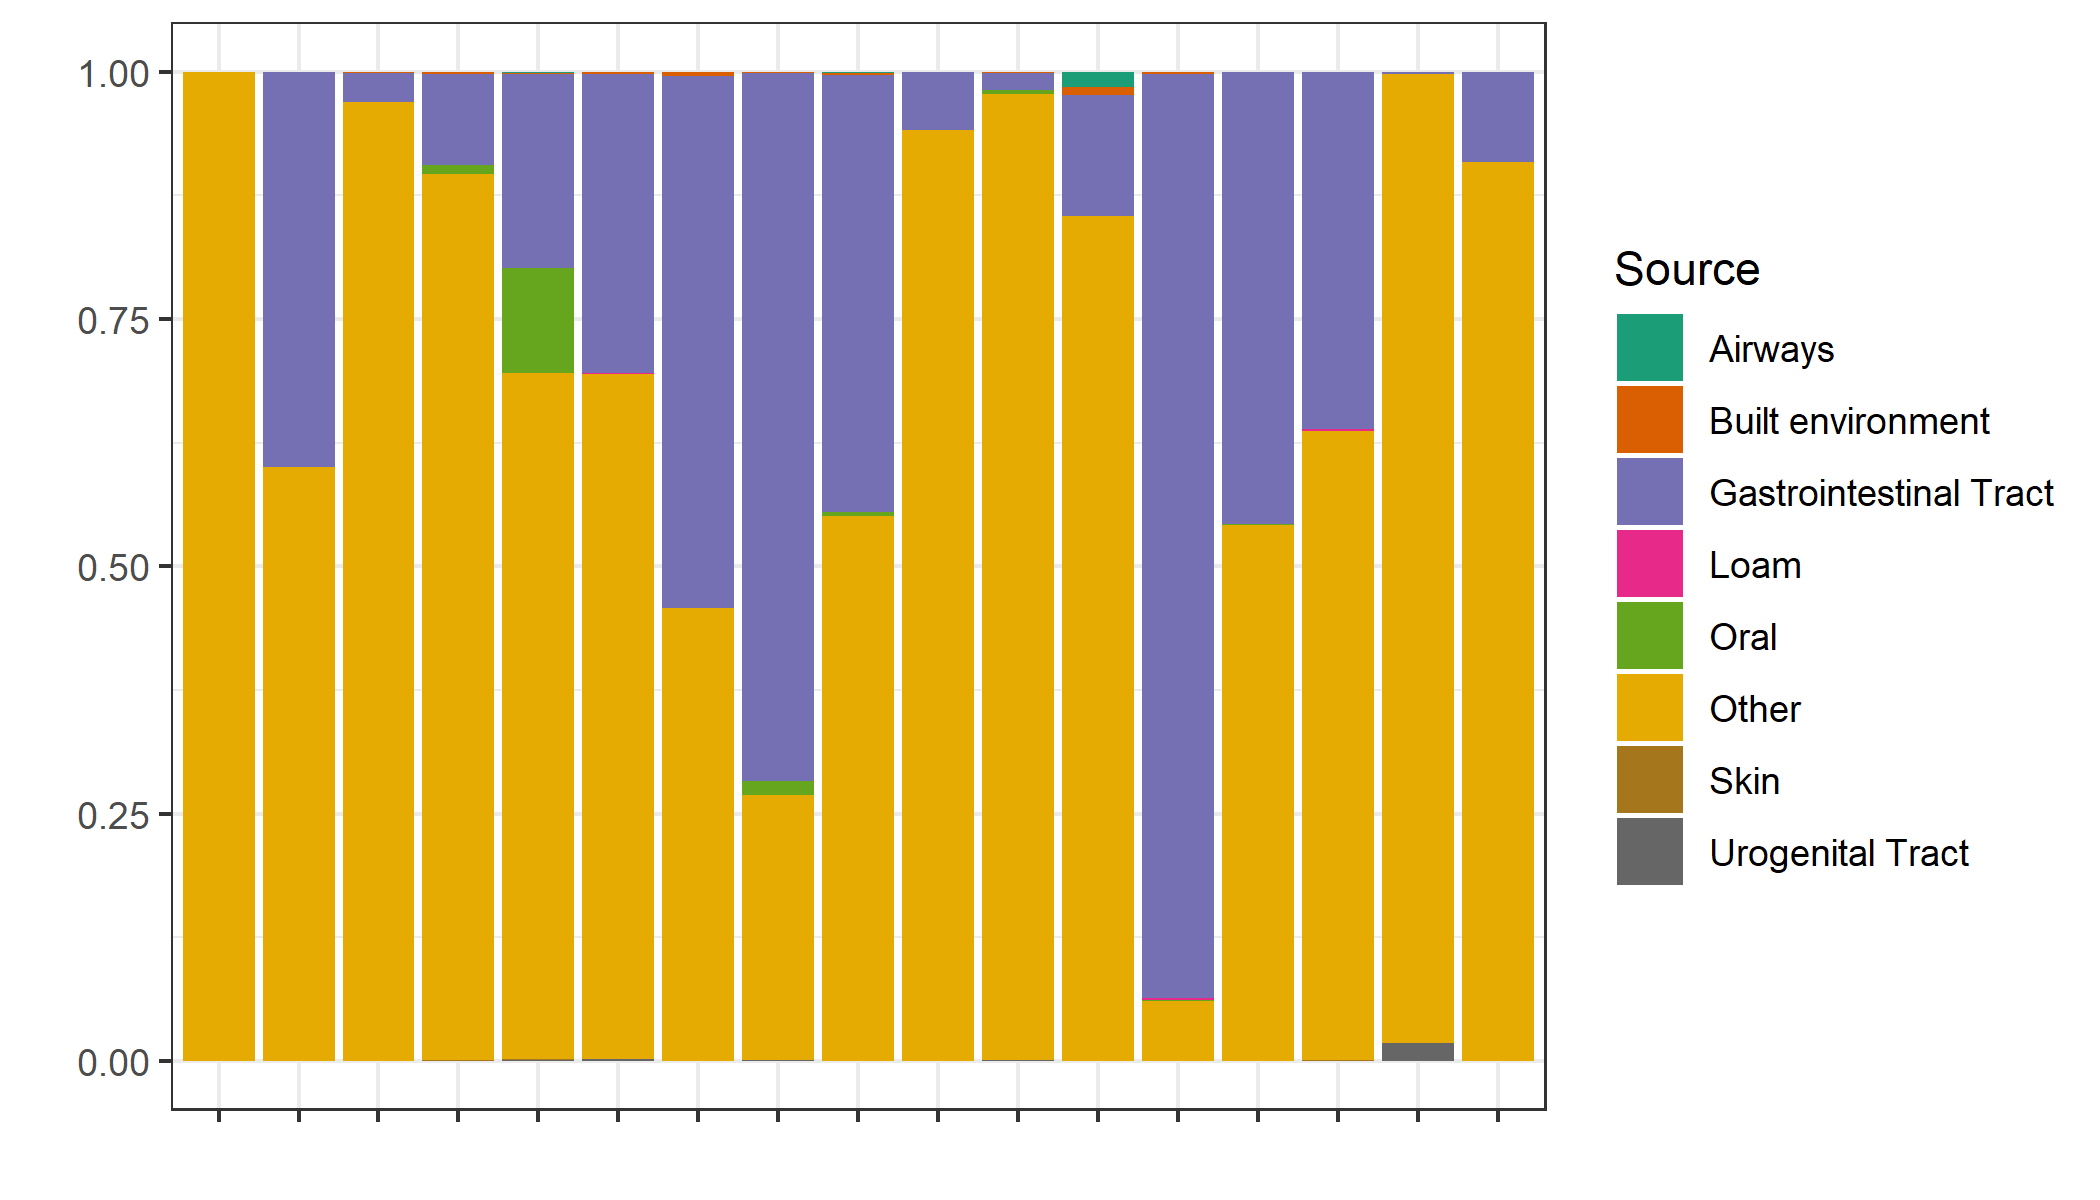 1.00
0.75
0.50
0.25
0.00
Source
Airways
Built environment
Gastrointestinal Tract
Loam
Oral
Other
Skin
Urogenital Tract